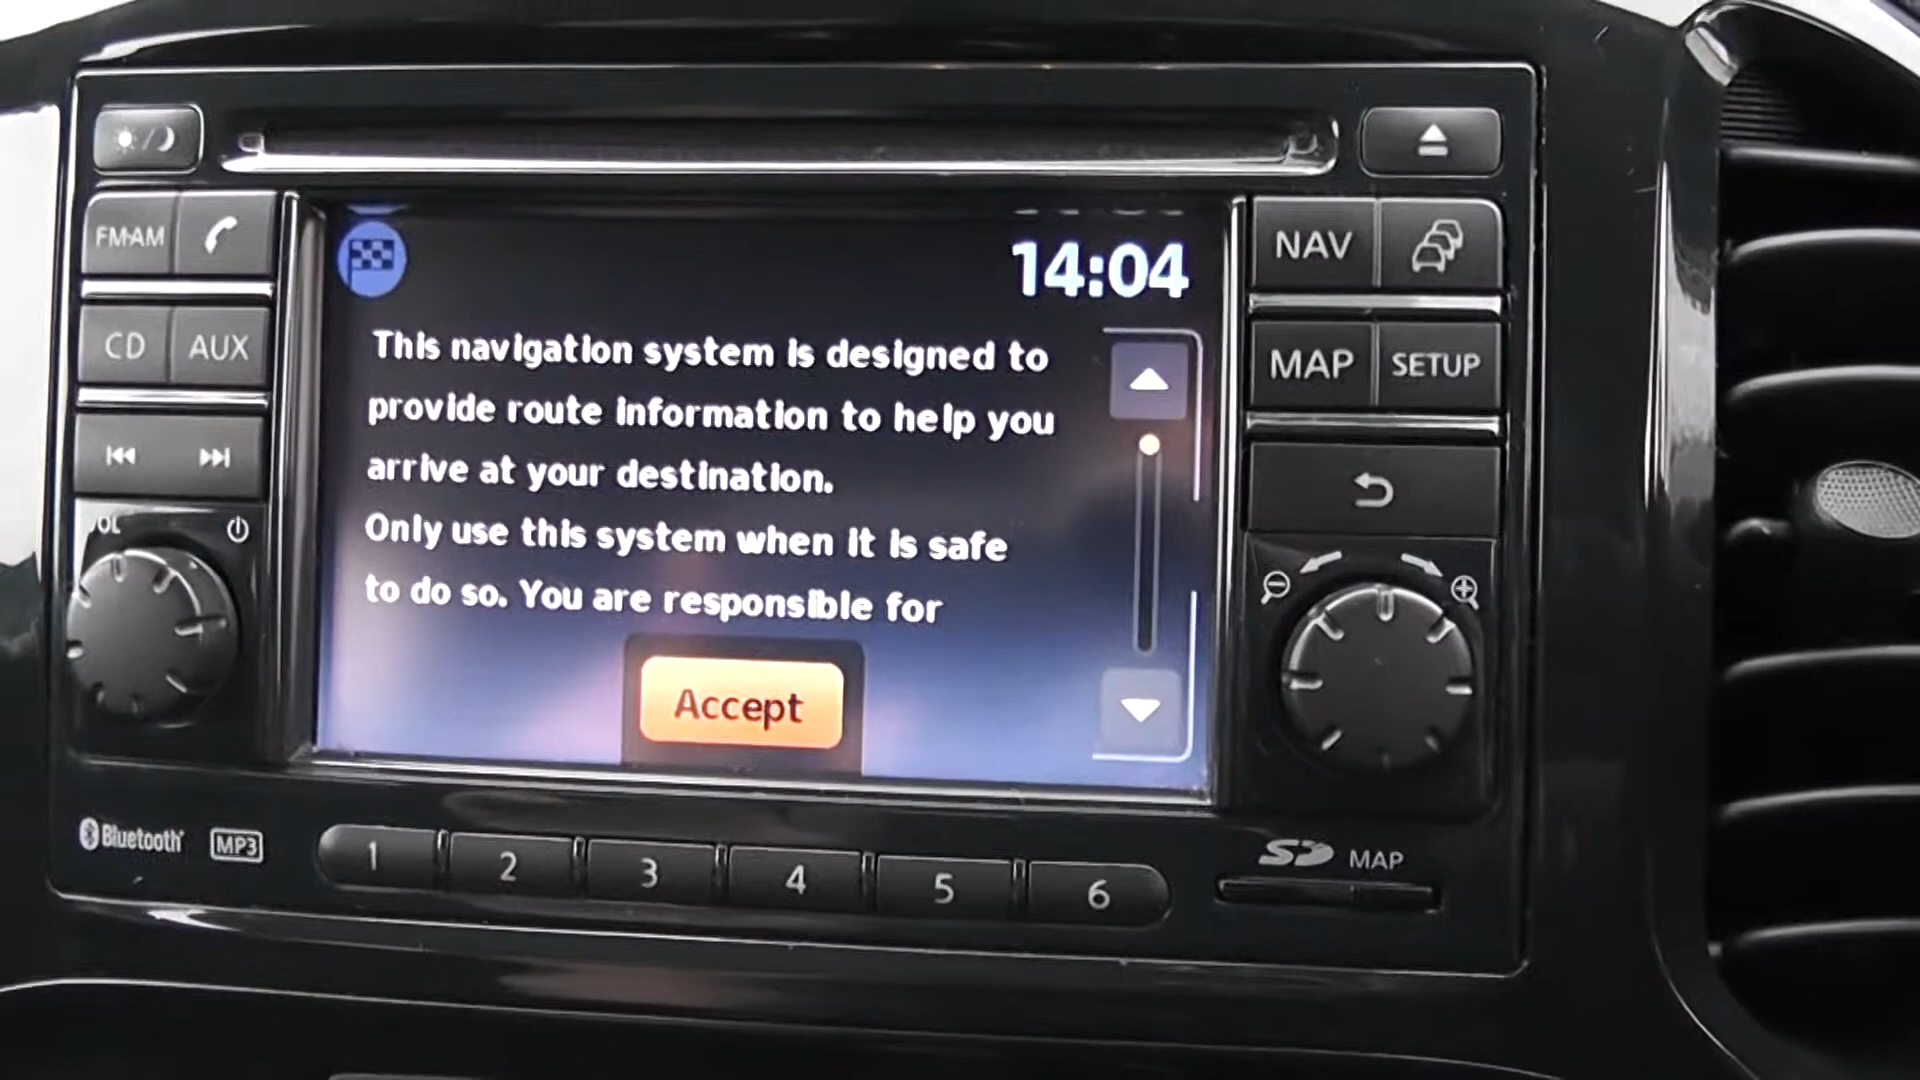 FM·AM
CD
AUX
VOL
14:04
This navigation system is designed to
provide route information to help you
arrive at your destination.
Only use this system when it is safe
to do so. You are responsible for
Accept
NAV
MAP
SETUP
Bluetooth
MP3
1
2
3
4
5
6
SD MAP